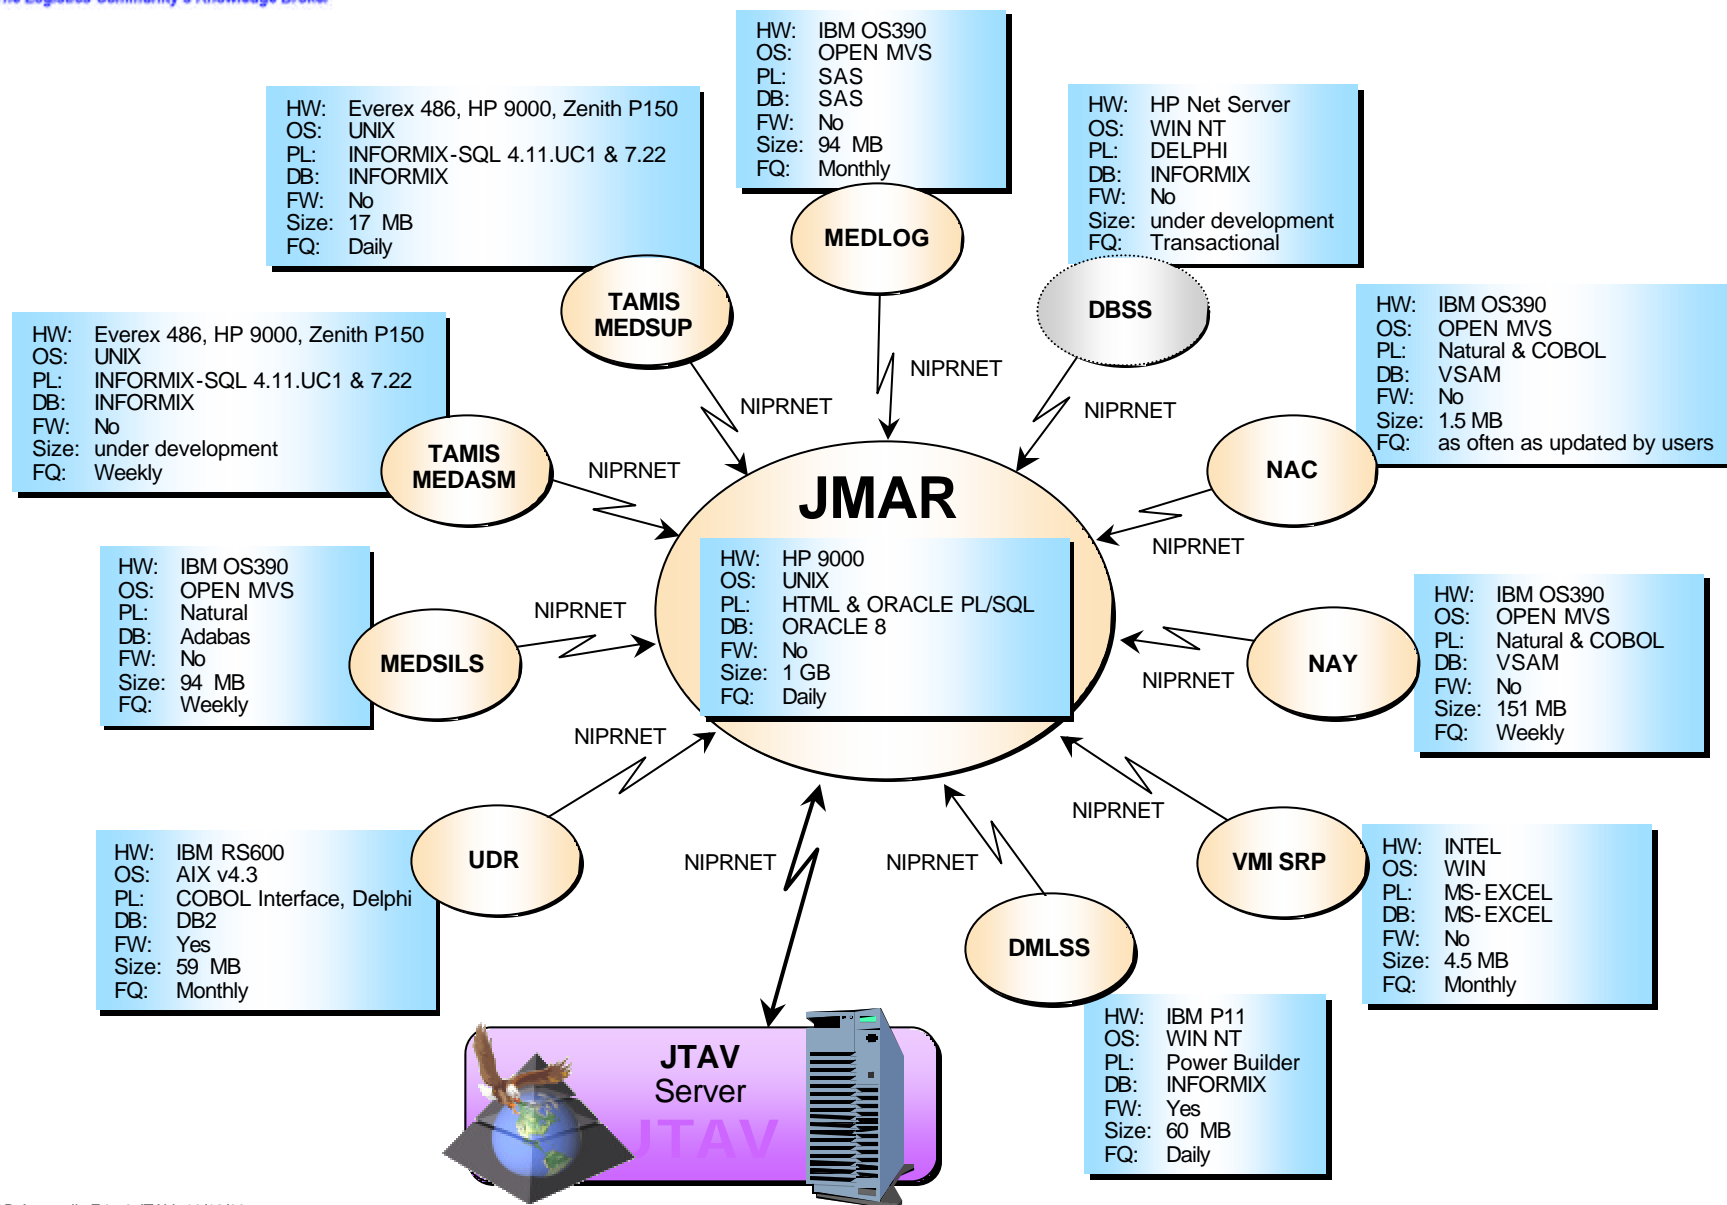 The Logistics Community's Knowledge Broker
HW: IBM OS390
OS: OPEN MVS
PL: SAS
DB: SAS
FW: No
Size: 94 MB
FQ: Monthly
MEDLOG
NIPRNET
HW: Everex 486, HP 9000, Zenith P150
OS: UNIX
PL: INFORMIX-SQL 4.11.UC1 & 7.22
DB: INFORMIX
FW: No
Size: 17 MB
FQ: Daily
TAMIS
MEDSUP
NIPRNET
HW: HP Net Server
OS: WIN NT
PL: DELPHI
DB: INFORMIX
FW: No
Size: under development
FQ: Transactional
DBSS
NIPRNET
HW: Everex 486, HP 9000, Zenith P150
OS: UNIX
PL: INFORMIX-SQL 4.11.UC1 & 7.22
DB: INFORMIX
FW: No
Size: under development
FQ: Weekly
TAMIS
MEDASM
NIPRNET
HW: IBM OS390
OS: OPEN MVS
PL: Natural & COBOL
DB: VSAM
FW: No
Size: 1.5 MB
FQ: as often as updated by users
NAC
NIPRNET
JMAR
HW: HP 9000
OS: UNIX
PL: HTML & ORACLE PL/SQL
DB: ORACLE 8
FW: No
Size: 1 GB
FQ: Daily
HW: IBM OS390
OS: OPEN MVS
PL: Natural
DB: Adabas
FW: No
Size: 94 MB
FQ: Weekly
MEDSILS
NIPRNET
HW: IBM OS390
OS: OPEN MVS
PL: Natural & COBOL
DB: VSAM
FW: No
Size: 151 MB
FQ: Weekly
NAY
NIPRNET
NIPRNET
HW: IBM RS600
OS: AIX v4.3
PL: COBOL Interface, Delphi
DB: DB2
FW: Yes
Size: 59 MB
FQ: Monthly
UDR
NIPRNET
NIPRNET
NIPRNET
VMI SRP
HW: INTEL
OS: WIN
PL: MS-EXCEL
DB: MS-EXCEL
FW: No
Size: 4.5 MB
FQ: Monthly
DMLSS
HW: IBM P11
OS: WIN NT
PL: Power Builder
DB: INFORMIX
FW: Yes
Size: 60 MB
FQ: Daily
JTAV
Server
JTAV